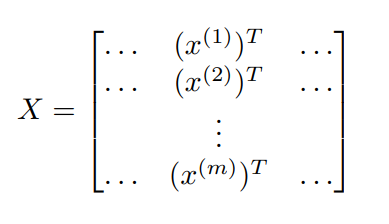 … (x⁽¹⁾)ᵀ …
… (x⁽²⁾)ᵀ …
X =
⋮
… (x⁽ᵐ⁾)ᵀ …